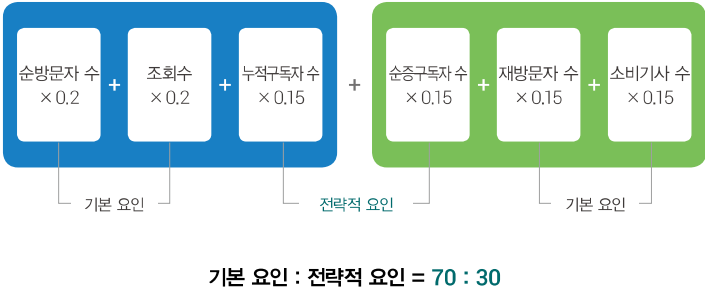 순방문자 수
× 0.2
+
조회수
× 0.2
+
누적구독자 수
× 0.15
+
순증구독자 수
× 0.15
+
재방문자 수
× 0.15
+
소비기사 수
× 0.15
기본 요인
전략적 요인
기본 요인
기본 요인 : 전략적 요인 = 70 : 30